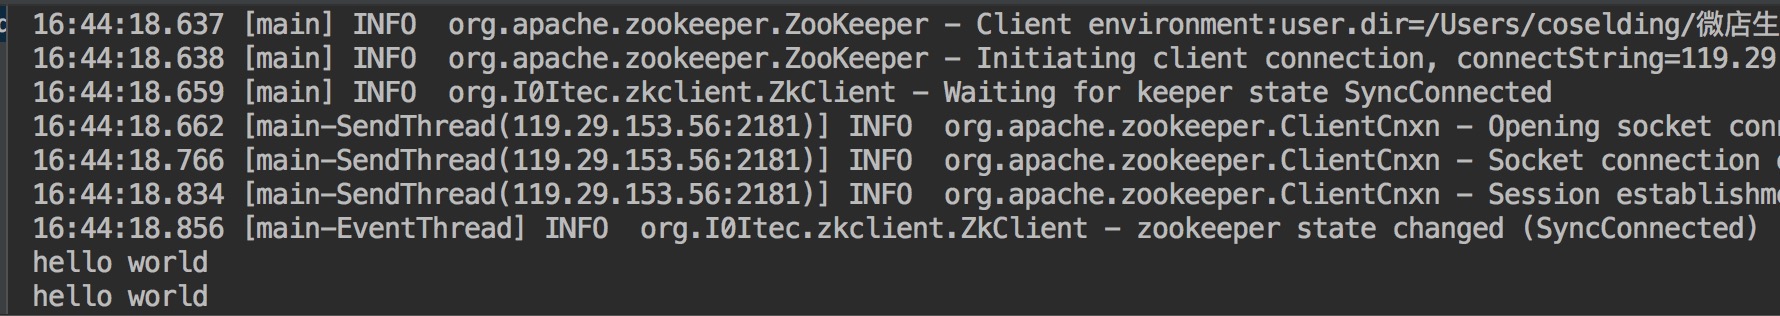 16:44:18.637 [main] INFO  org.apache.zookeeper.ZooKeeper – Client environment:user.dir=/Users/coselding/微店生
16:44:18.638 [main] INFO  org.apache.zookeeper.ZooKeeper – Initiating client connection, connectString=119.29
16:44:18.659 [main] INFO  org.I0Itec.zkclient.ZkClient – Waiting for keeper state SyncConnected
16:44:18.662 [main-SendThread(119.29.153.56:2181)] INFO  org.apache.zookeeper.ClientCnxn – Opening socket con
16:44:18.766 [main-SendThread(119.29.153.56:2181)] INFO  org.apache.zookeeper.ClientCnxn – Socket connection
16:44:18.834 [main-SendThread(119.29.153.56:2181)] INFO  org.apache.zookeeper.ClientCnxn – Session establishm
16:44:18.856 [main-EventThread] INFO  org.I0Itec.zkclient.ZkClient – zookeeper state changed (SyncConnected)
hello world
hello world